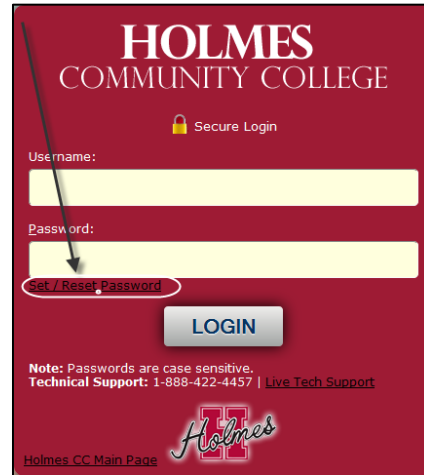 HOLMES
COMMUNITY COLLEGE
Secure Login
Username:
Password:
Set / Reset Password
LOGIN
Note: Passwords are case sensitive.
Technical Support: 1-888-422-4457 | Live Tech Support
H
Holmes
Holmes CC Main Page